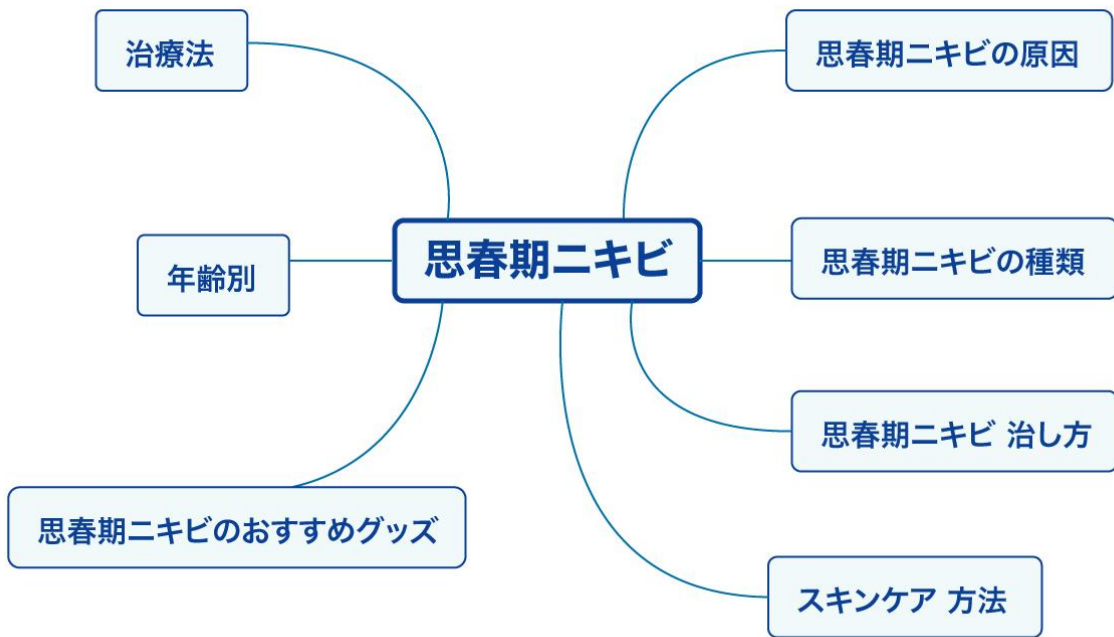 治療法
思春期ニキビの原因
思春期ニキビ
年齢別
思春期ニキビの種類
思春期ニキビ 治し方
思春期ニキビのおすすめグッズ
スキンケア 方法